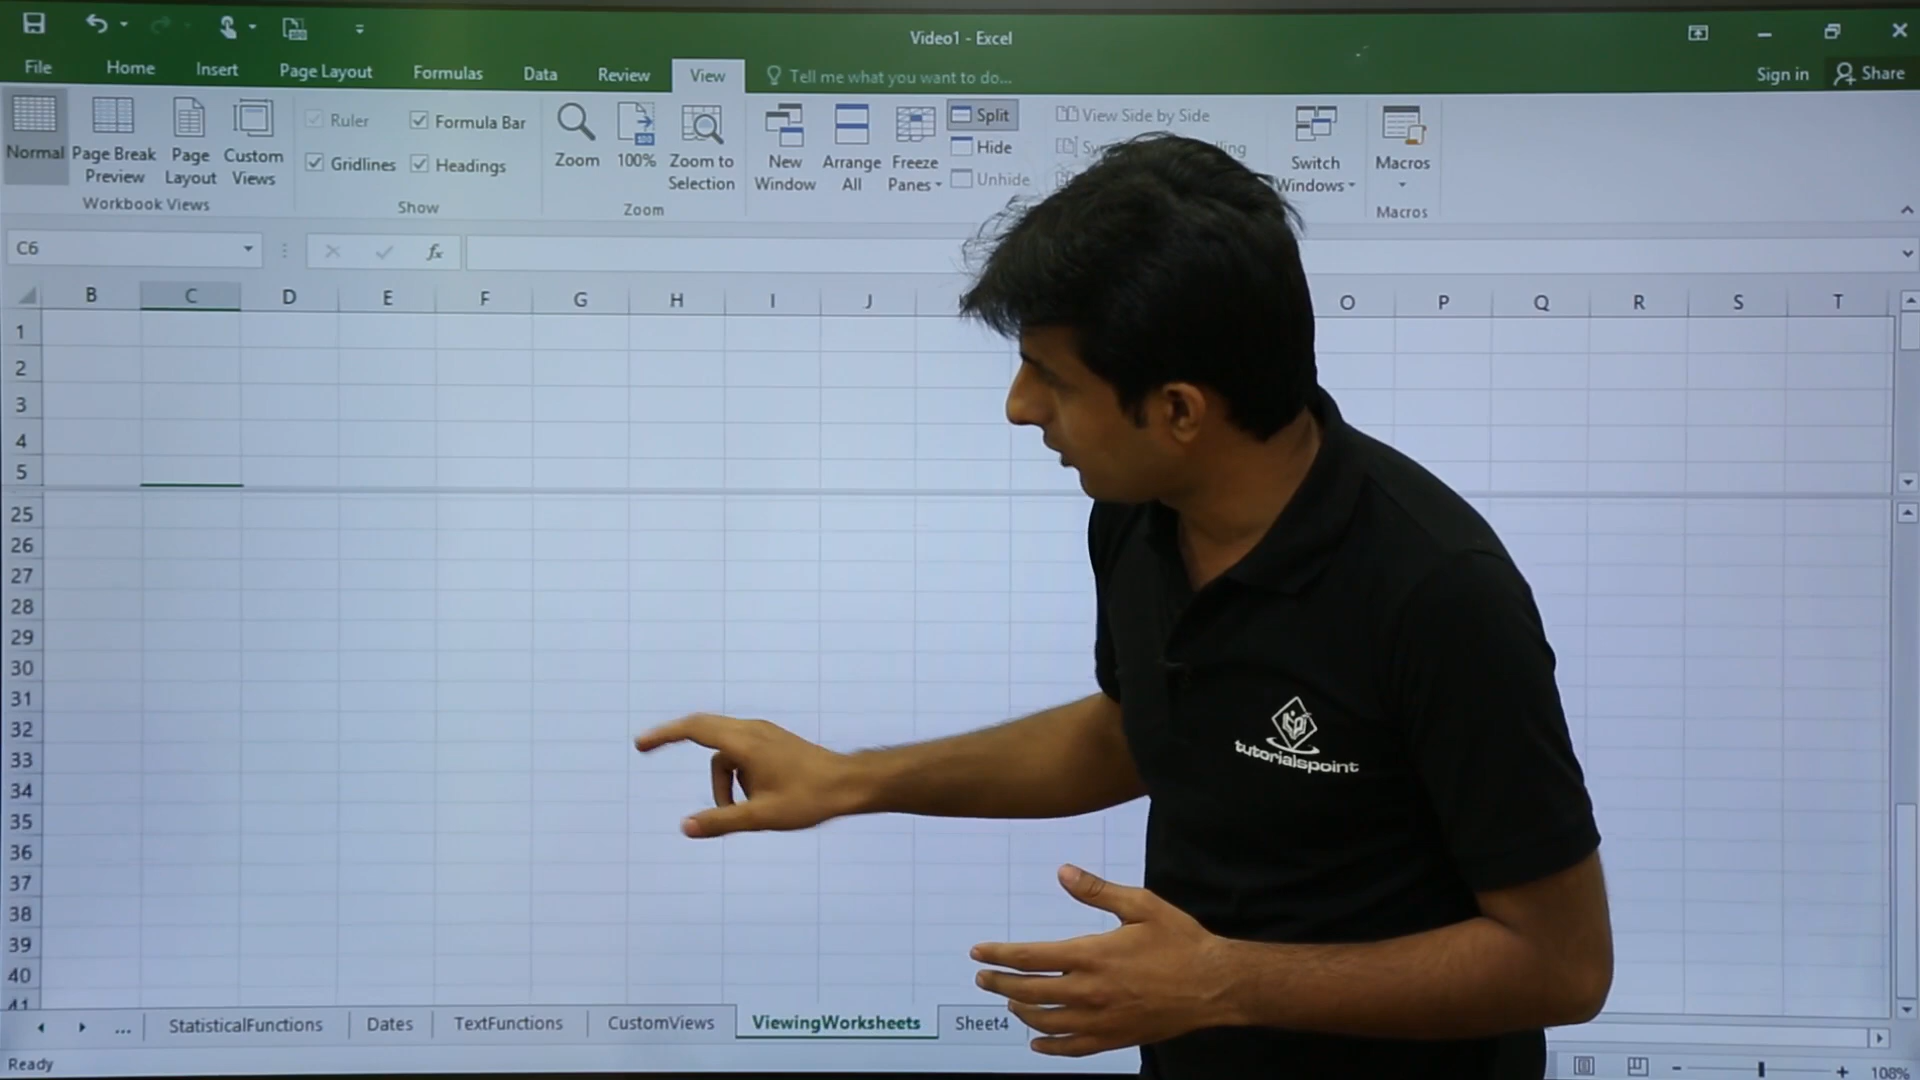 Video1 - Excel
File Home Insert Page Layout Formulas Data Review View Tell me what you want to do... Sign in Share
Normal Page Break Preview Page Layout Custom Views
Workbook Views
Ruler Formula Bar
Gridlines Headings
Show
Zoom 100% Zoom to Selection
Zoom
New Window Arrange All Freeze Panes
Split
Hide
Unhide
View Side by Side
Switch Windows
Macros
Macros
C6 fx
B C D E F G H I J O P Q R S T
1
2
3
4
5
25
26
27
28
29
30
31
32
33
34
35
36
37
38
39
40
41
tutorialspoint
... StatisticalFunctions Dates TextFunctions CustomViews ViewingWorksheets Sheet4
Ready
108%